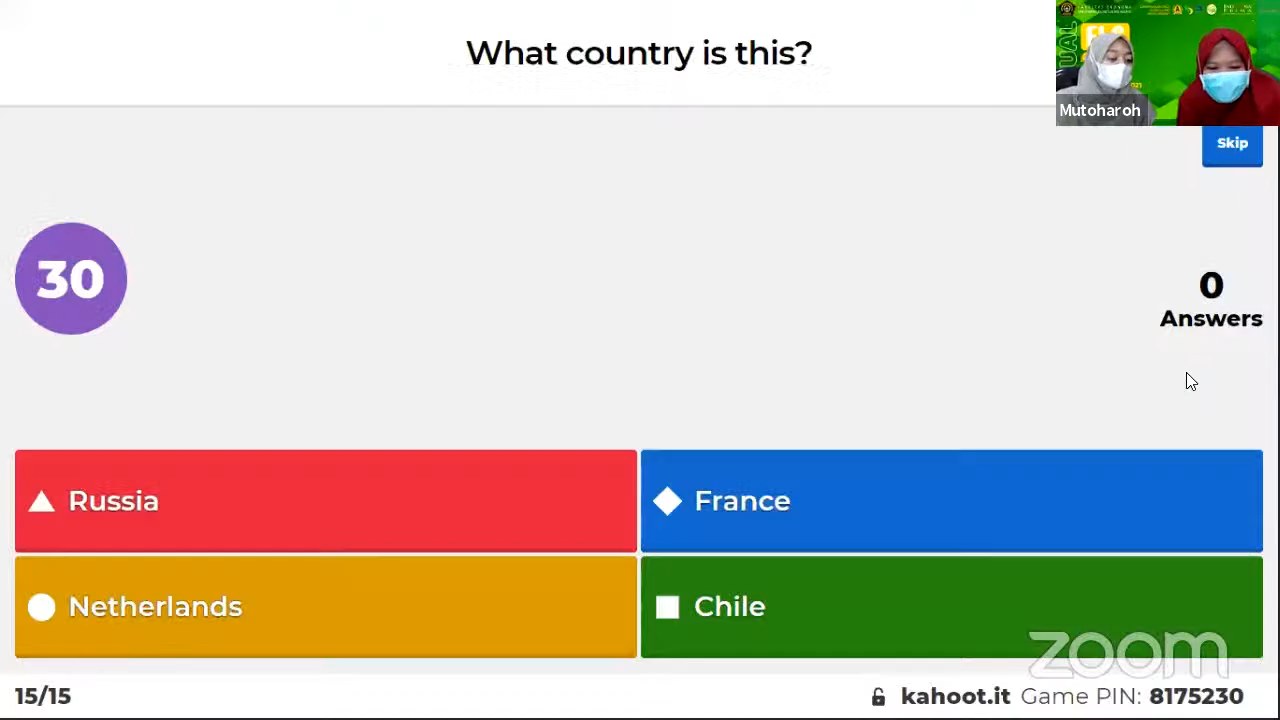 What country is this?
Mutoharoh
Skip
30
0
Answers
Russia
France
Netherlands
Chile
zoom
15/15
kahoot.it Game PIN: 8175230